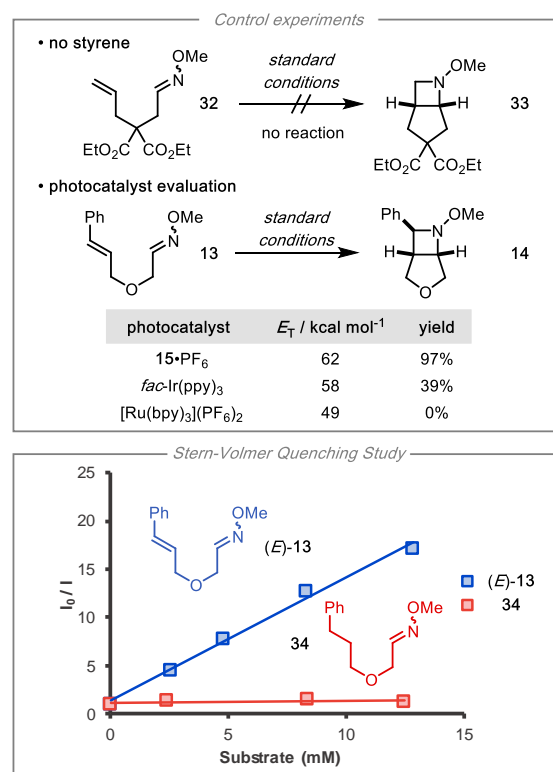 Control experiments
• no styrene
OMe
N
32
EtO₂C CO₂Et
standard
conditions
no reaction
OMe
N
H H
33
EtO₂C CO₂Et
• photocatalyst evaluation
Ph
OMe
N
O
13
standard
conditions
Ph
OMe
N
H H
O
14
photocatalyst E_T / kcal mol⁻¹ yield
15•PF₆ 62 97%
fac-Ir(ppy)₃ 58 39%
[Ru(bpy)₃](PF₆)₂ 49 0%
Stern-Volmer Quenching Study
25
20
15
10
5
0
I₀ / I
Ph
OMe
N
O
(E)-13
Ph
OMe
N
O
34
(E)-13
34
0 5 10 15
Substrate (mM)